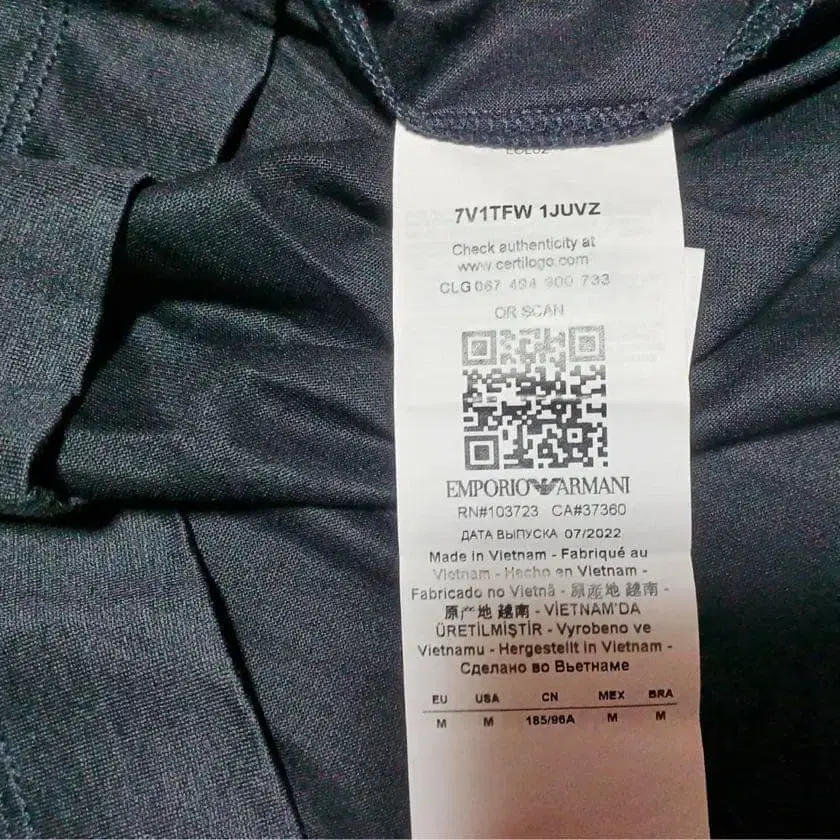 7V1TFW 1JUVZ
Check authenticity at
www.certilogo.com
CLG 067 494 900 733
OR SCAN
EMPORIO ARMANI
RN#103723 CA#37360
ДАТА ВЫПУСКА 07/2022
Made in Vietnam - Fabriqué au
Vietnam - Hecho en Vietnam -
Fabricado no Vietnã - 原産地 越南 -
原产地 越南 - VİETNAM'DA
ÜRETİLMİŞTİR - Vyrobeno ve
Vietnamu - Hergestellt in Vietnam -
Сделано во Вьетнаме
EU USA CN MEX BRA
M M 185/96A M M